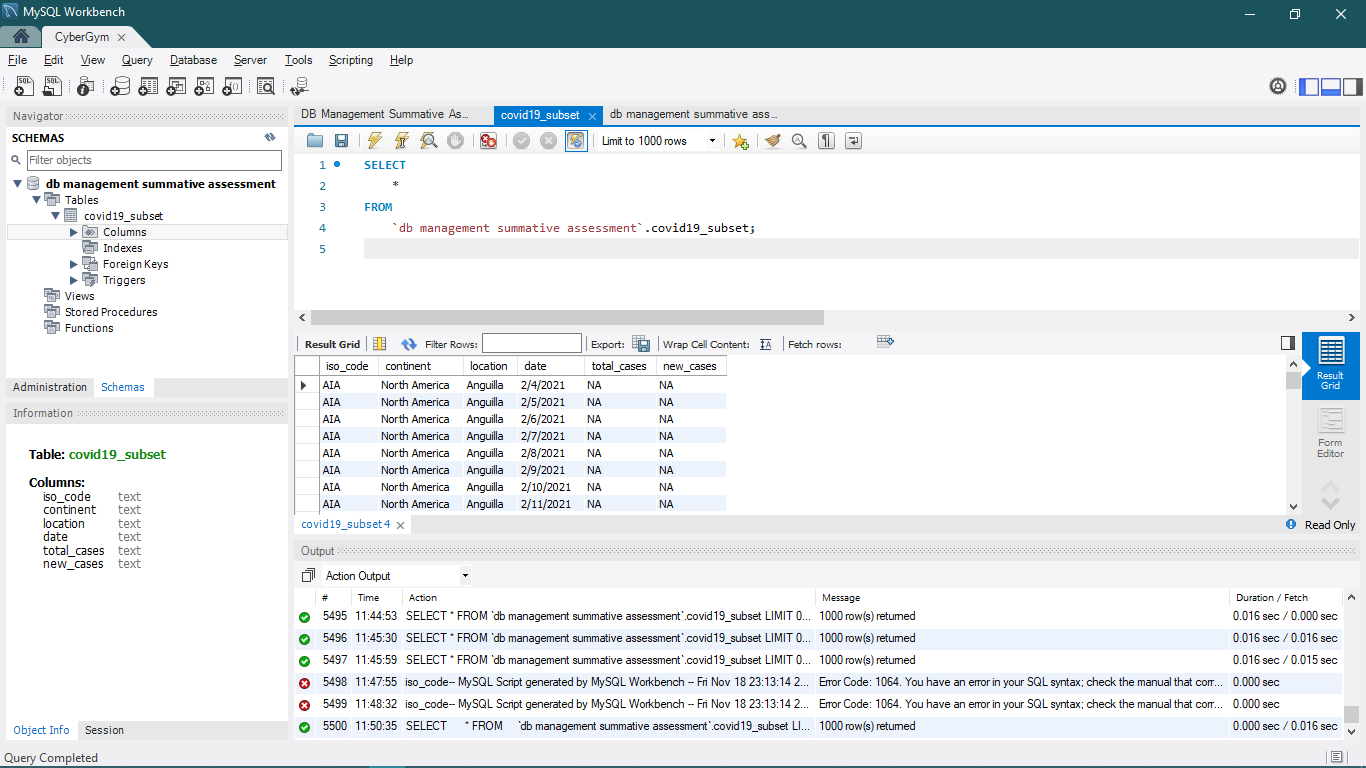 MySQL Workbench
CyberGym
File Edit View Query Database Server Tools Scripting Help
Navigator
SCHEMAS
Filter objects
db management summative assessment
Tables
covid19_subset
Columns
Indexes
Foreign Keys
Triggers
Views
Stored Procedures
Functions
Administration Schemas
Information
Table: covid19_subset
Columns:
iso_code text
continent text
location text
date text
total_cases text
new_cases text
Object Info Session
DB Management Summative As... covid19_subset db management summative ass...
Limit to 1000 rows
1 SELECT
2 *
3 FROM
4 `db management summative assessment`.covid19_subset;
5
Result Grid Filter Rows: Export: Wrap Cell Content: Fetch rows:
iso_code continent location date total_cases new_cases
AIA North America Anguilla 2/4/2021 NA NA
AIA North America Anguilla 2/5/2021 NA NA
AIA North America Anguilla 2/6/2021 NA NA
AIA North America Anguilla 2/7/2021 NA NA
AIA North America Anguilla 2/8/2021 NA NA
AIA North America Anguilla 2/9/2021 NA NA
AIA North America Anguilla 2/10/2021 NA NA
AIA North America Anguilla 2/11/2021 NA NA
Result
Grid
Form
Editor
covid19_subset 4
Read Only
Output
Action Output
# Time Action Message Duration / Fetch
5495 11:44:53 SELECT * FROM `db management summative assessment`.covid19_subset LIMIT 0... 1000 row(s) returned 0.016 sec / 0.000 sec
5496 11:45:30 SELECT * FROM `db management summative assessment`.covid19_subset LIMIT 0... 1000 row(s) returned 0.016 sec / 0.016 sec
5497 11:45:59 SELECT * FROM `db management summative assessment`.covid19_subset LIMIT 0... 1000 row(s) returned 0.016 sec / 0.015 sec
5498 11:47:55 iso_code-- MySQL Script generated by MySQL Workbench -- Fri Nov 18 23:13:14 2... Error Code: 1064. You have an error in your SQL syntax; check the manual that corr... 0.000 sec
5499 11:48:32 iso_code-- MySQL Script generated by MySQL Workbench -- Fri Nov 18 23:13:14 2... Error Code: 1064. You have an error in your SQL syntax; check the manual that corr... 0.000 sec
5500 11:50:35 SELECT * FROM `db management summative assessment`.covid19_subset LI... 1000 row(s) returned 0.000 sec / 0.016 sec
Query Completed